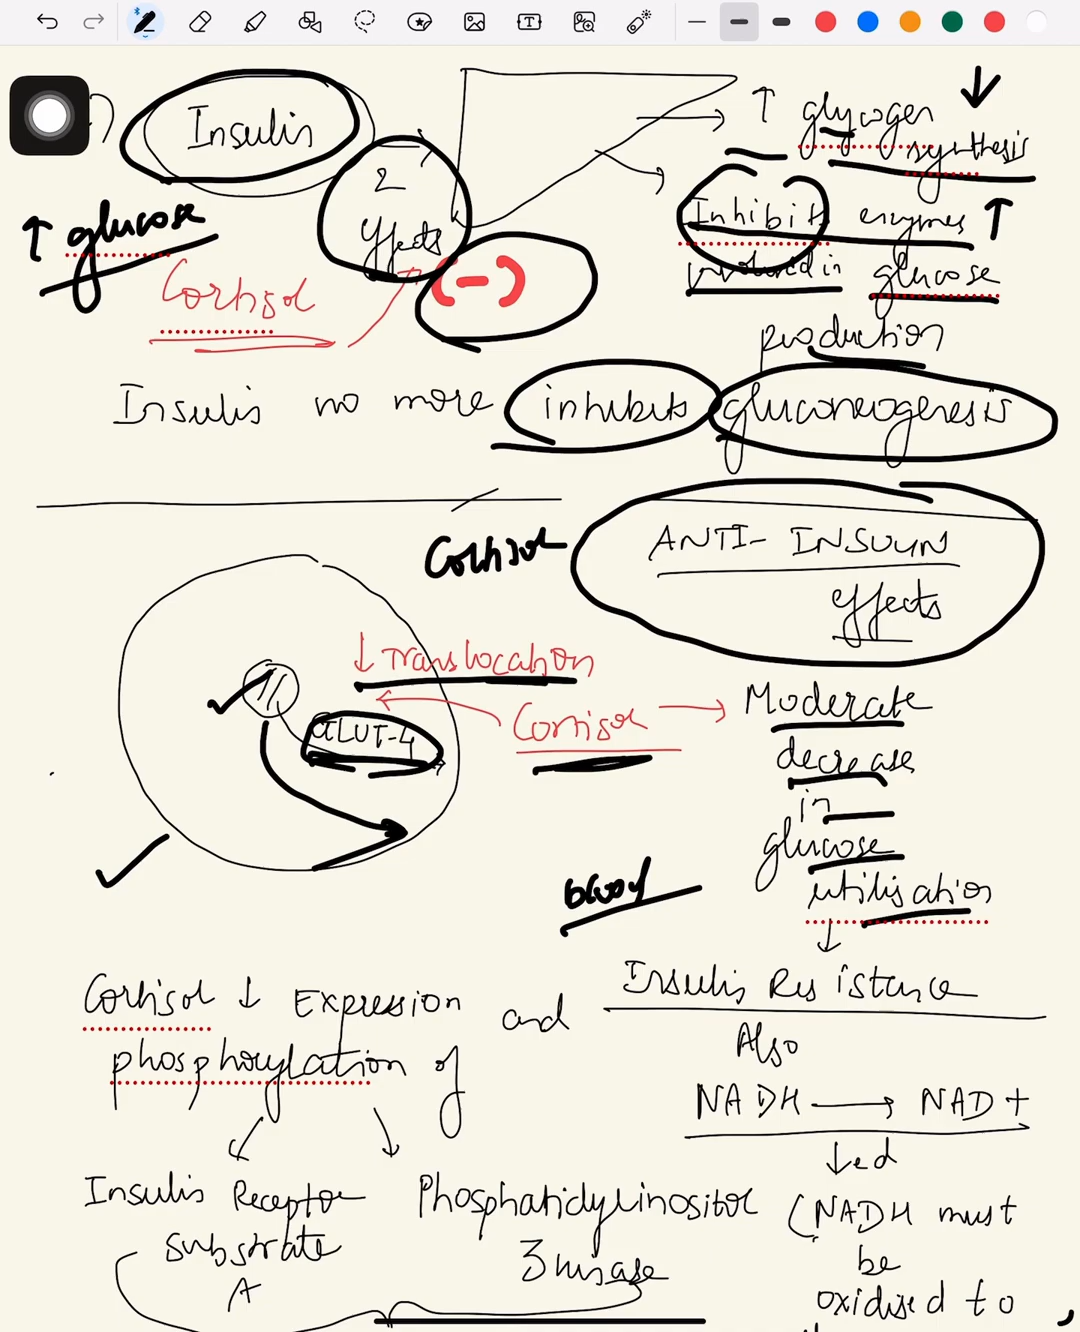 Insulin
2
effects
↑ glycogen ↓
synthesis
Inhibits enzymes ↑
involved in glucose
production
↑ glucose
Cortisol
(-)
Insulin no more inhibits gluconeogenesis
Cortisol
ANTI-INSULIN
effects
↓ Translocation
GLUT-4
Cortisol → Moderate
decrease
in
glucose
utilisation
↓
blood
Insulin Resistance
Also
NADH → NAD+
↓ed
(NADH must
be
oxidised to
Cortisol ↓ Expression and
phosphorylation of
Insulin Receptor
substrate
A
Phosphatidylinositol
3 kinase